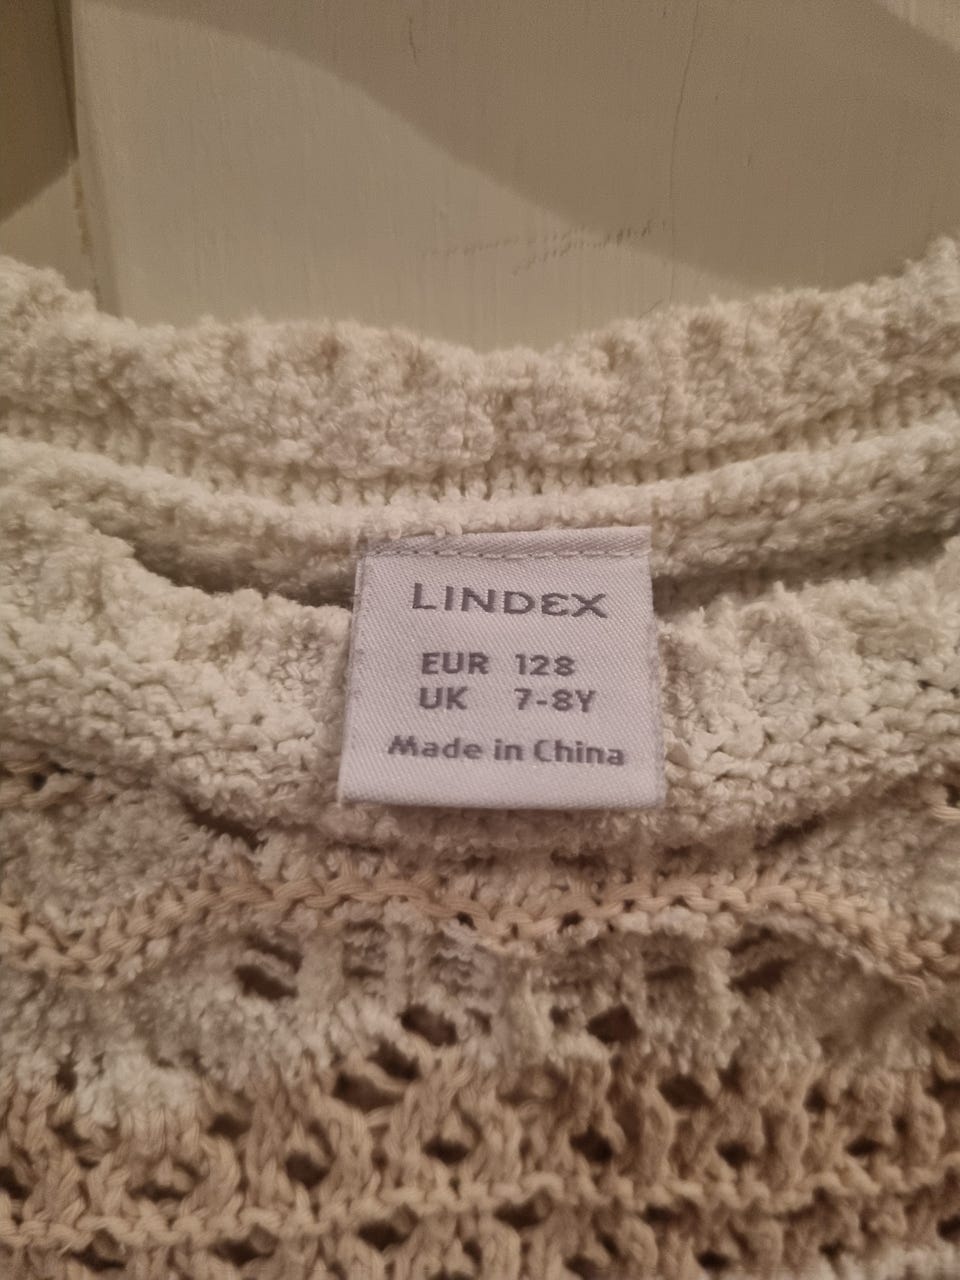 LINDEX
EUR 128
UK 7-8Y
Made in China